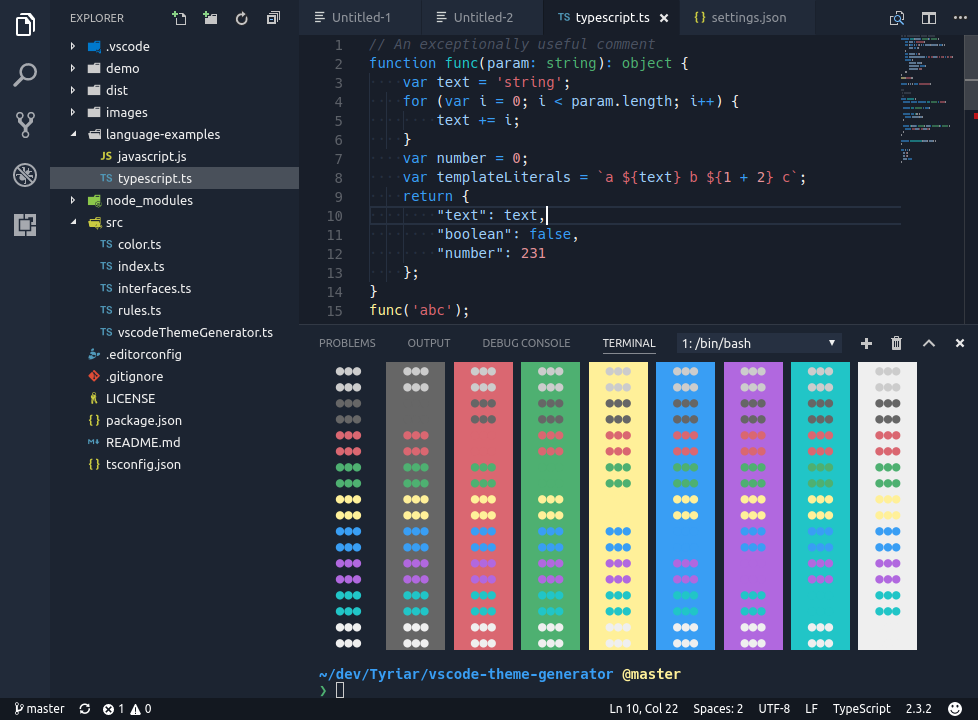 EXPLORER
.vscode
demo
dist
images
language-examples
JS javascript.js
TS typescript.ts
node_modules
src
TS color.ts
TS index.ts
TS interfaces.ts
TS rules.ts
TS vscodeThemeGenerator.ts
.editorconfig
.gitignore
LICENSE
{} package.json
README.md
{} tsconfig.json
Untitled-1 Untitled-2 TS typescript.ts × {} settings.json
1 // An exceptionally useful comment
2 function func(param: string): object {
3 var text = 'string';
4 for (var i = 0; i < param.length; i++) {
5 text += i;
6 }
7 var number = 0;
8 var templateLiterals = `a ${text} b ${1 + 2} c`;
9 return {
10 "text": text,
11 "boolean": false,
12 "number": 231
13 };
14 }
15 func('abc');
PROBLEMS OUTPUT DEBUG CONSOLE TERMINAL 1: /bin/bash
~/dev/Tyriar/vscode-theme-generator @master
❯
master 1 0 Ln 10, Col 22 Spaces: 2 UTF-8 LF TypeScript 2.3.2